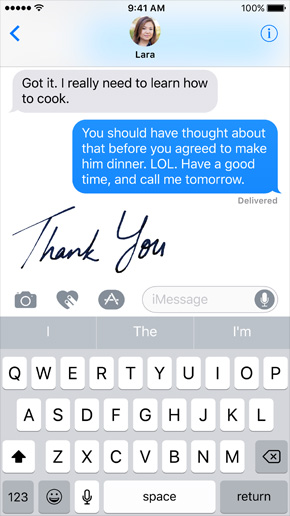 9:41 AM
100%
Lara
Got it. I really need to learn how
to cook.
You should have thought about
that before you agreed to make
him dinner. LOL. Have a good
time, and call me tomorrow.
Delivered
Thank You
iMessage
I The I'm
Q W E R T Y U I O P
A S D F G H J K L
Z X C V B N M
123 space return